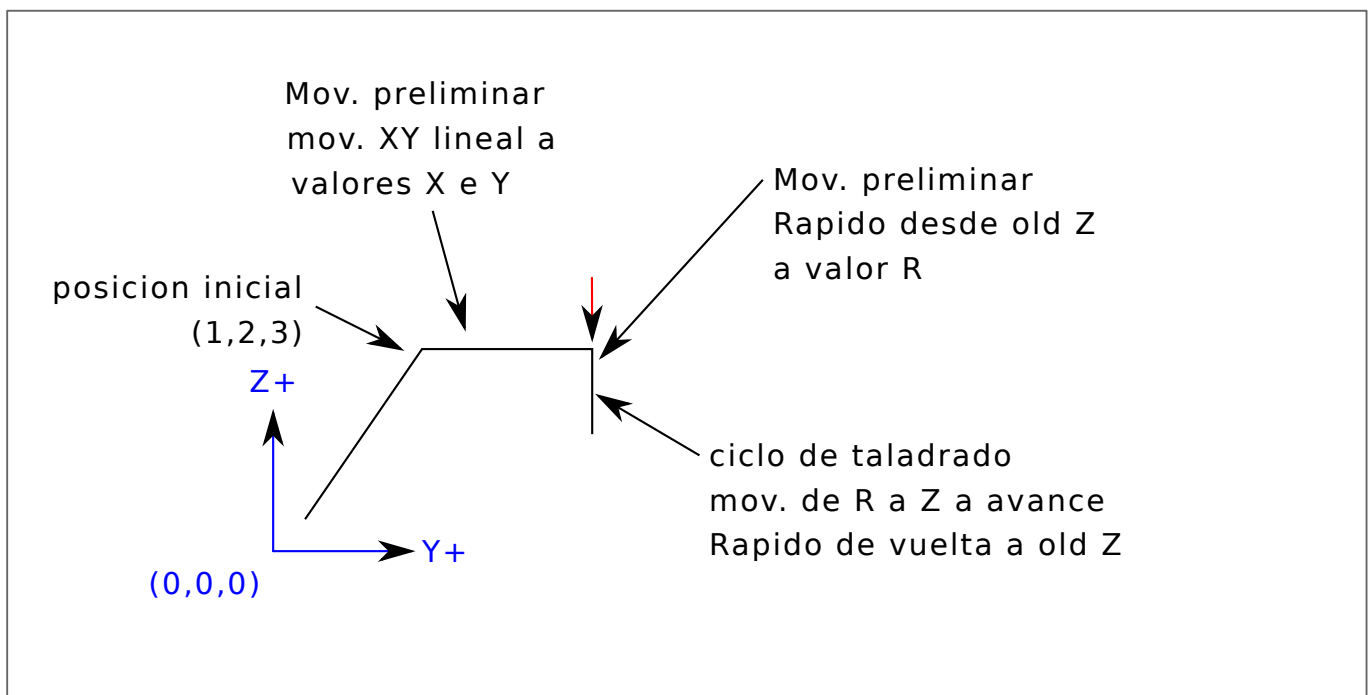 Mov. preliminar
mov. XY lineal a
valores X e Y
Mov. preliminar
Rapido desde old Z
a valor R
posicion inicial
(1,2,3)
Z+
ciclo de taladrado
mov. de R a Z a avance
Rapido de vuelta a old Z
Y+
(0,0,0)